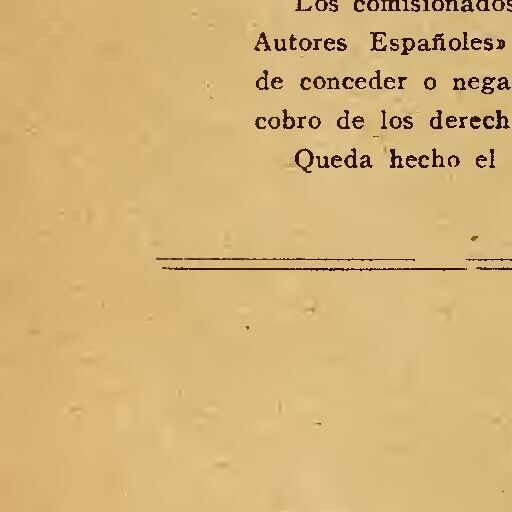 Los comisionados
Autores Españoles»
de conceder o nega
cobro de los derech
Queda hecho el